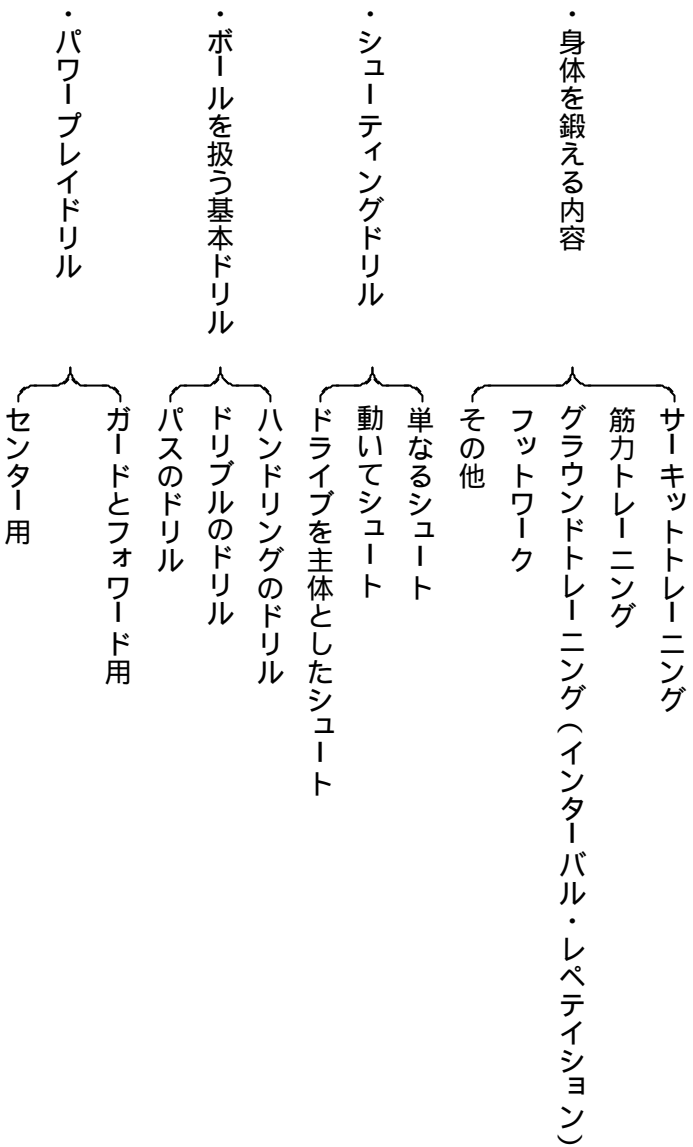 ・身体を鍛える内容
サーキットトレーニング
筋力トレーニング
グラウンドトレーニング(インターバル・レペテイション)
フットワーク
その他
・シューティングドリル
単なるシュート
動いてシュート
ドライブを主体としたシュート
・ボールを扱う基本ドリル
ハンドリングのドリル
ドリブルのドリル
パスのドリル
・パワープレイドリル
ガードとフォワード用
センター用